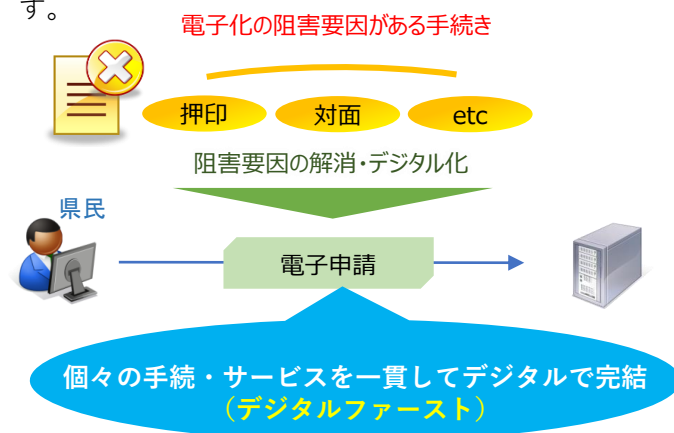 す。
電子化の阻害要因がある手続き
押印
対面
etc
阻害要因の解消・デジタル化
県民
電子申請
個々の手続・サービスを一貫してデジタルで完結
（デジタルファースト）